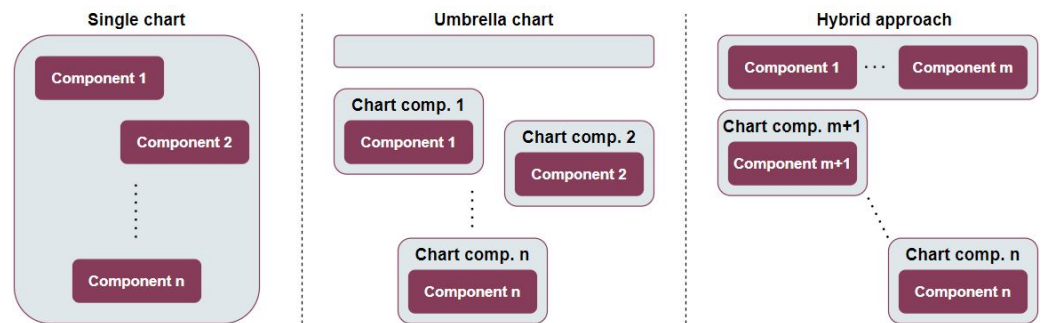 Single chart
Component 1
Component 2
Component n
Umbrella chart
Chart comp. 1
Component 1
Chart comp. 2
Component 2
Chart comp. n
Component n
Hybrid approach
Component 1 ... Component m
Chart comp. m+1
Component m+1
Chart comp. n
Component n